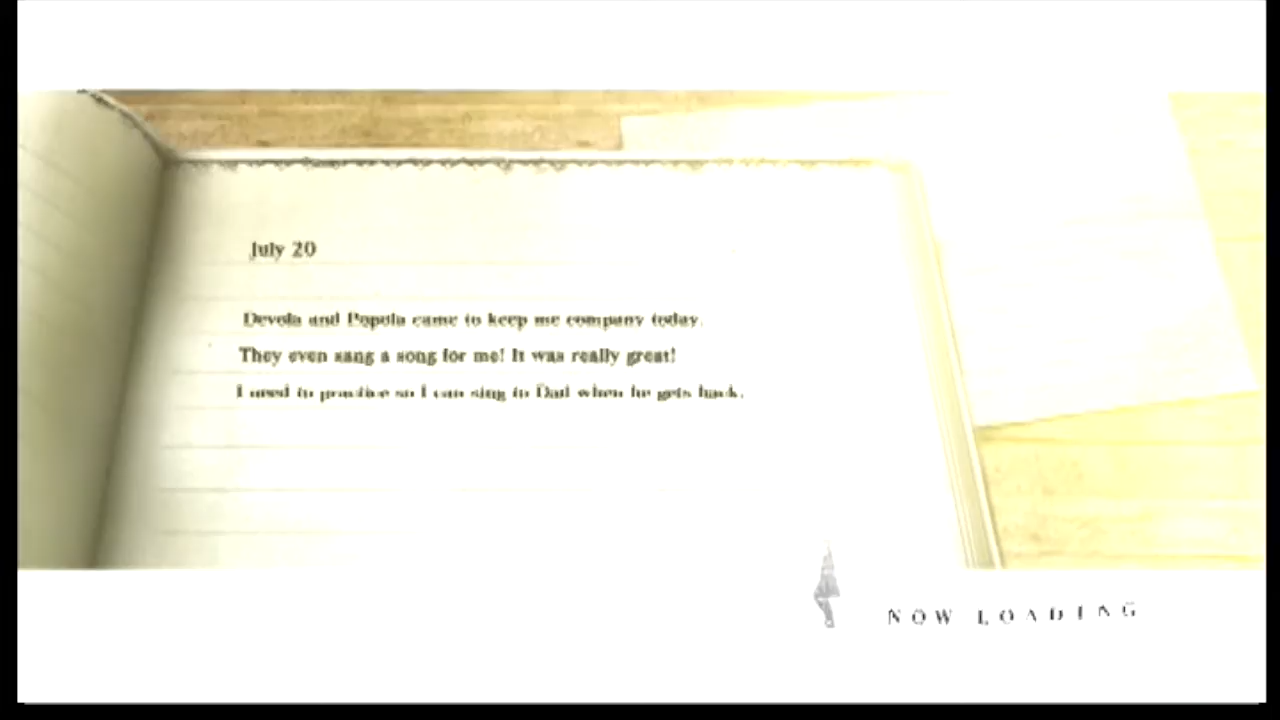 July 20
Devola and Popola came to keep me company today.
They even sang a song for me! It was really great!
I need to practice so I can sing to Dad when he gets back.
NOW LOADING